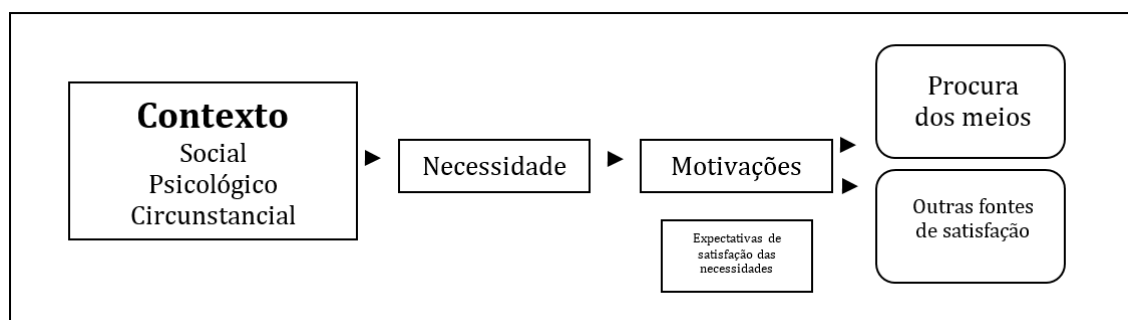 Contexto
Social
Psicológico
Circunstancial
Necessidade
Motivações
Expectativas de
satisfação das
necessidades
Procura
dos meios
Outras fontes
de satisfação